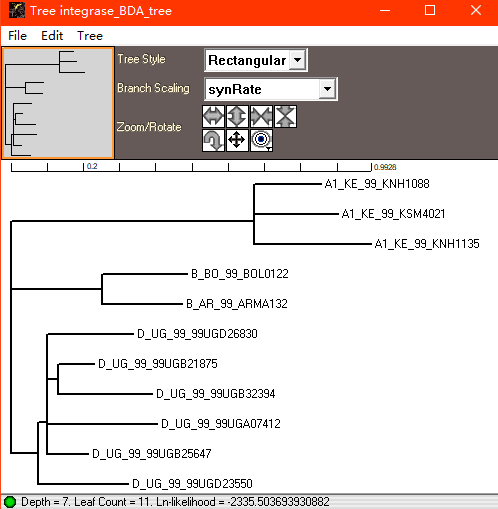 Tree integrase_BDA_tree
File Edit Tree
Tree Style Rectangular
Branch Scaling synRate
Zoom/Rotate
0.2 0.9928
A1_KE_99_KNH1088
A1_KE_99_KSM4021
A1_KE_99_KNH1135
B_BO_99_BOL0122
B_AR_99_ARMA132
D_UG_99_99UGD26830
D_UG_99_99UGB21875
D_UG_99_99UGB32394
D_UG_99_99UGA07412
D_UG_99_99UGB25647
D_UG_99_99UGD23550
Depth = 7. Leaf Count = 11. Ln-likelihood = -2335.503693930882